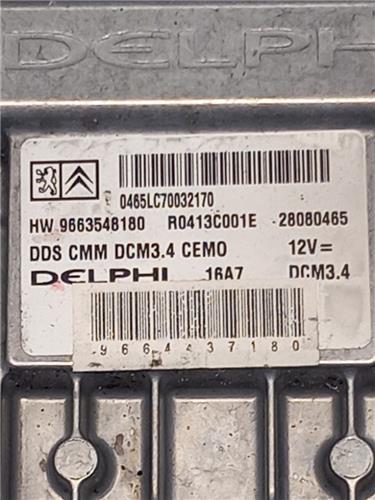 DELPHI
0465LC70032170
HW 9663548180 R0413C001E 28080465
DDS CMM DCM3.4 CEMO 12V=
DELPHI 16A7 DCM3.4
9664437180